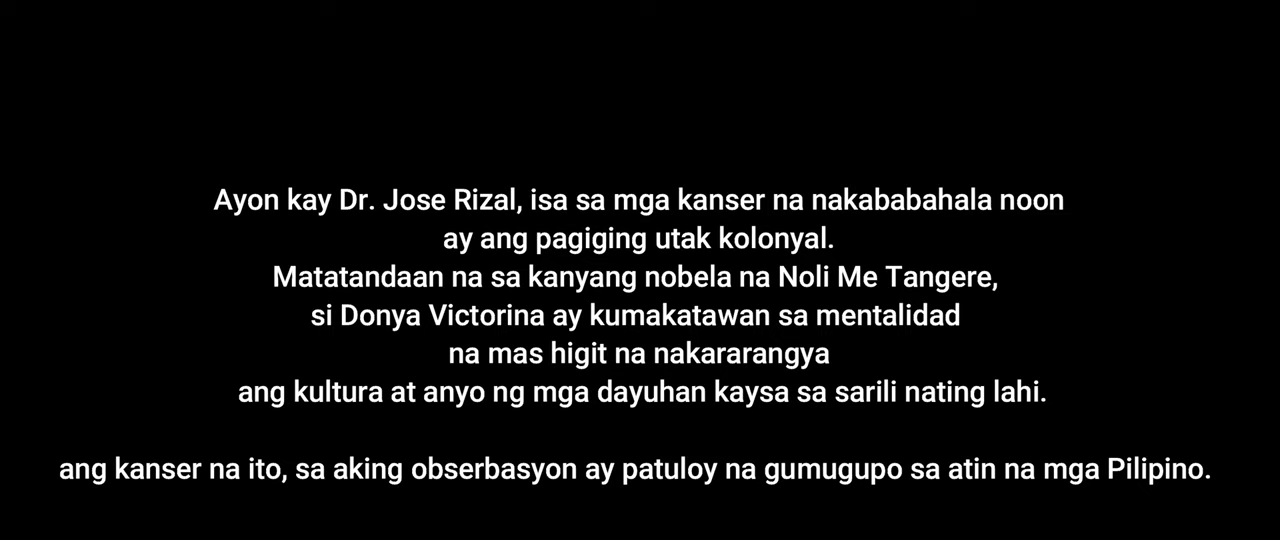 Ayon kay Dr. Jose Rizal, isa sa mga kanser na nakababahala noon
ay ang pagiging utak kolonyal.
Matatandaan na sa kanyang nobela na Noli Me Tangere,
si Donya Victorina ay kumakatawan sa mentalidad
na mas higit na nakararangya
ang kultura at anyo ng mga dayuhan kaysa sa sarili nating lahi.
ang kanser na ito, sa aking obserbasyon ay patuloy na gumugupo sa atin na mga Pilipino.